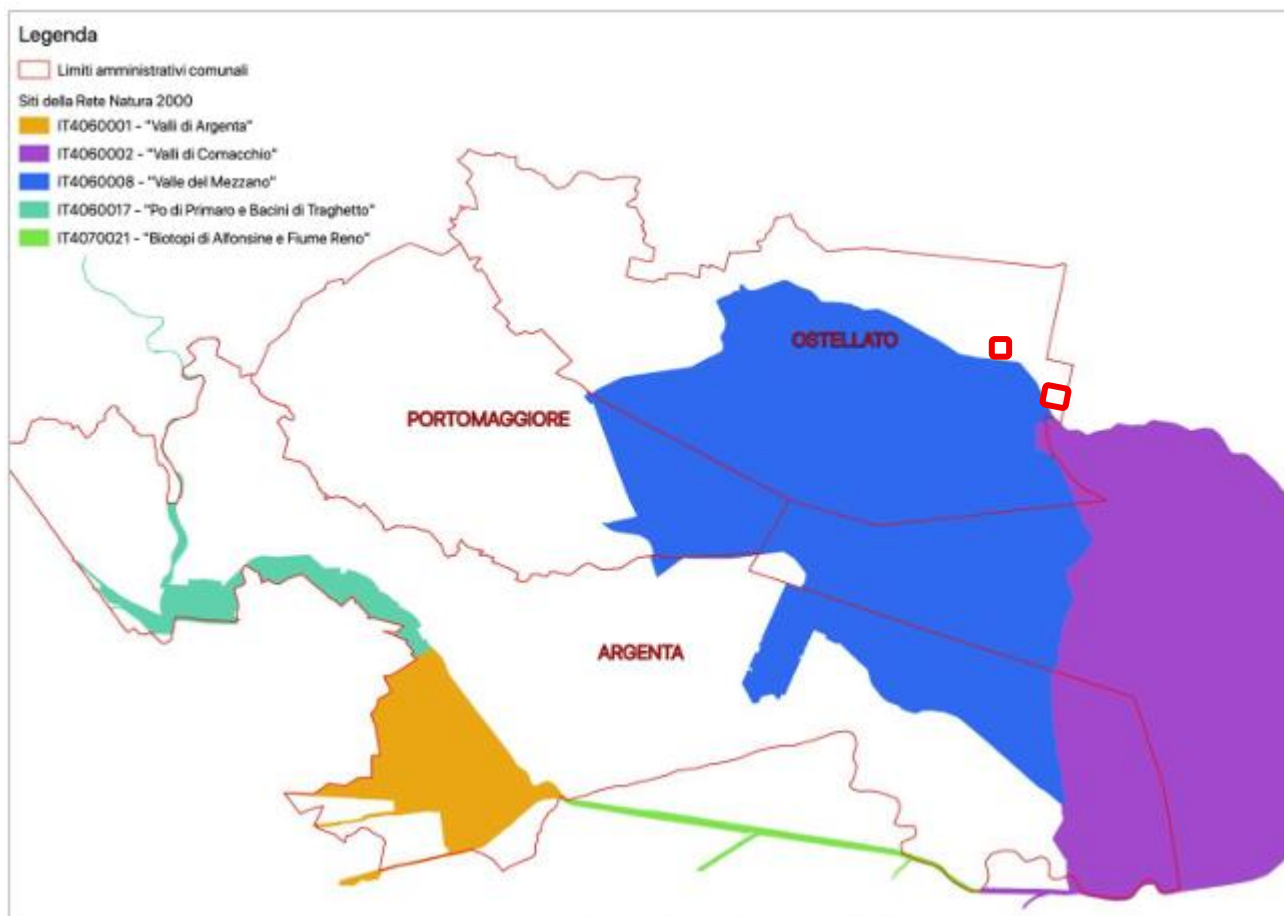 Legenda
Limiti amministrativi comunali
Siti della Rete Natura 2000
IT4060001 - "Valli di Argenta"
IT4060002 - "Valli di Comacchio"
IT4060008 - "Valle del Mezzano"
IT4060017 - "Po di Primaro e Bacini di Traghetto"
IT4070021 - "Biotopi di Alfonsine e Fiume Reno"
OSTELLATO
PORTOMAGGIORE
ARGENTA